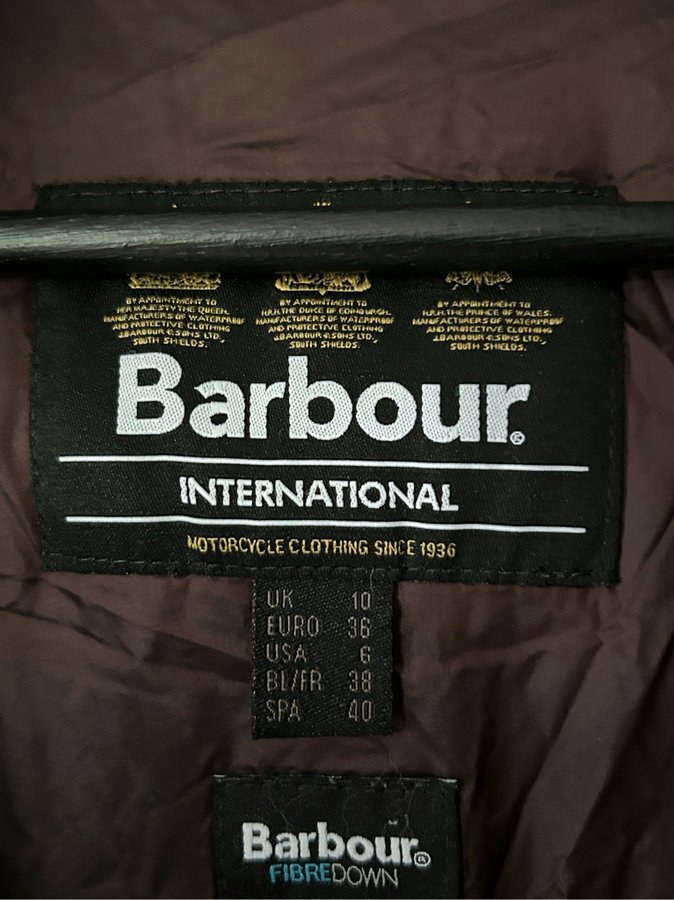 BY APPOINTMENT TO
HER MAJESTY THE QUEEN.
MANUFACTURERS OF WATERPROOF
AND PROTECTIVE CLOTHING
J.BARBOUR & SONS LTD.,
SOUTH SHIELDS.
BY APPOINTMENT TO
H.R.H. THE DUKE OF EDINBURGH.
MANUFACTURERS OF WATERPROOF
AND PROTECTIVE CLOTHING
J.BARBOUR & SONS LTD.,
SOUTH SHIELDS.
BY APPOINTMENT TO
H.R.H. THE PRINCE OF WALES.
MANUFACTURERS OF WATERPROOF
AND PROTECTIVE CLOTHING
J.BARBOUR & SONS LTD.,
SOUTH SHIELDS.
Barbour®
INTERNATIONAL
MOTORCYCLE CLOTHING SINCE 1936
UK 10
EURO 36
USA 6
BL/FR 38
SPA 40
Barbour®
FIBREDOWN